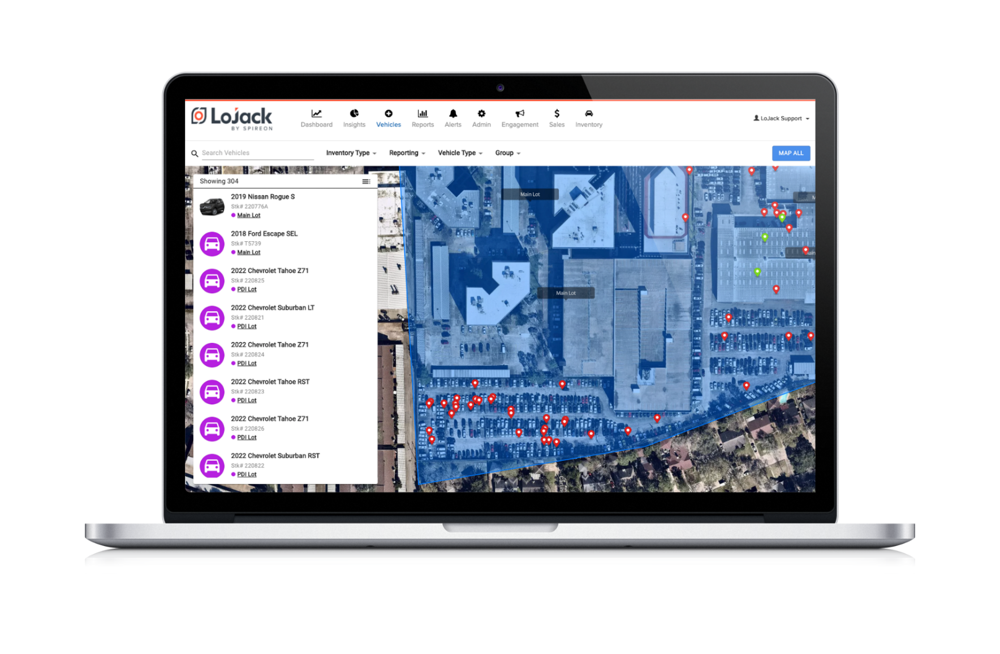 LoJack
BY SPIREON
Dashboard
Insights
Vehicles
Reports
Alerts
Admin
Engagement
Sales
Inventory
LoJack Support
Search Vehicles
Inventory Type
Reporting
Vehicle Type
Group
MAP ALL
Showing 304
2019 Nissan Rogue S
Stk# 220776A
Main Lot
2018 Ford Escape SEL
Stk# T5739
Main Lot
2022 Chevrolet Tahoe Z71
Stk# 220825
PDI Lot
2022 Chevrolet Suburban LT
Stk# 220821
PDI Lot
2022 Chevrolet Tahoe Z71
Stk# 220824
PDI Lot
2022 Chevrolet Tahoe RST
Stk# 220823
PDI Lot
2022 Chevrolet Tahoe Z71
Stk# 220826
PDI Lot
2022 Chevrolet Suburban RST
Stk# 220822
PDI Lot
Main Lot
Main Lot